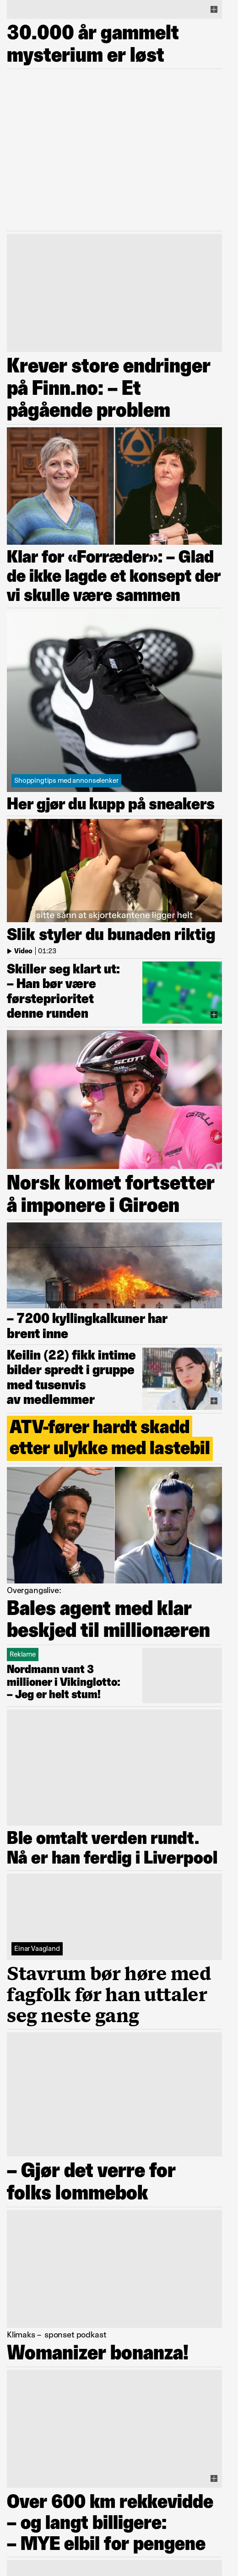 30.000 år gammelt
mysterium er løst
Krever store endringer
på Finn.no: – Et
pågående problem
Klar for «Forræder»: – Glad
de ikke lagde et konsept der
vi skulle være sammen
Shoppingtips med annonselenker
Her gjør du kupp på sneakers
sitte sånn at skjortekantene ligger helt
Slik styler du bunaden riktig
Video | 01:23
Skiller seg klart ut:
– Han bør være
førsteprioritet
denne runden
Norsk komet fortsetter
å imponere i Giroen
– 7200 kyllingkalkuner har
brent inne
Keilin (22) fikk intime
bilder spredt i gruppe
med tusenvis
av medlemmer
ATV-fører hardt skadd
etter ulykke med lastebil
Overgangslive:
Bales agent med klar
beskjed til millionæren
Reklame
Nordmann vant 3
millioner i Vikinglotto:
– Jeg er helt stum!
Ble omtalt verden rundt.
Nå er han ferdig i Liverpool
Einar Vaagland
Stavrum bør høre med
fagfolk før han uttaler
seg neste gang
– Gjør det verre for
folks lommebok
Klimaks – sponset podkast
Womanizer bonanza!
Over 600 km rekkevidde
– og langt billigere:
– MYE elbil for pengene